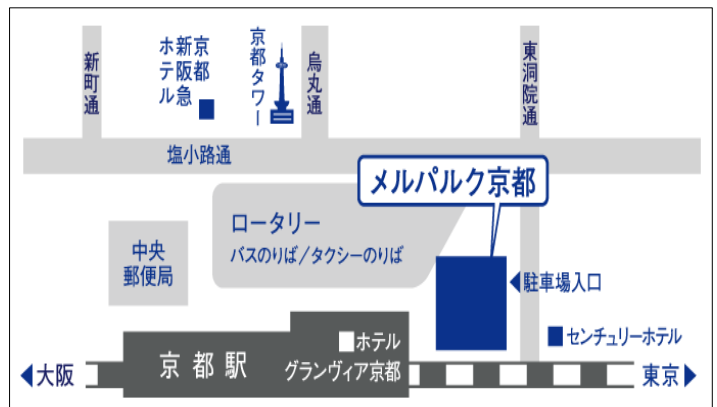 新町通
京都
新阪急
ホテル
京都タワー
烏丸通
東洞院通
塩小路通
メルパルク京都
ロータリー
バスのりば/タクシーのりば
中央
郵便局
◀駐車場入口
センチュリーホテル
京都駅
ホテル
グランヴィア京都
◀大阪
東京▶